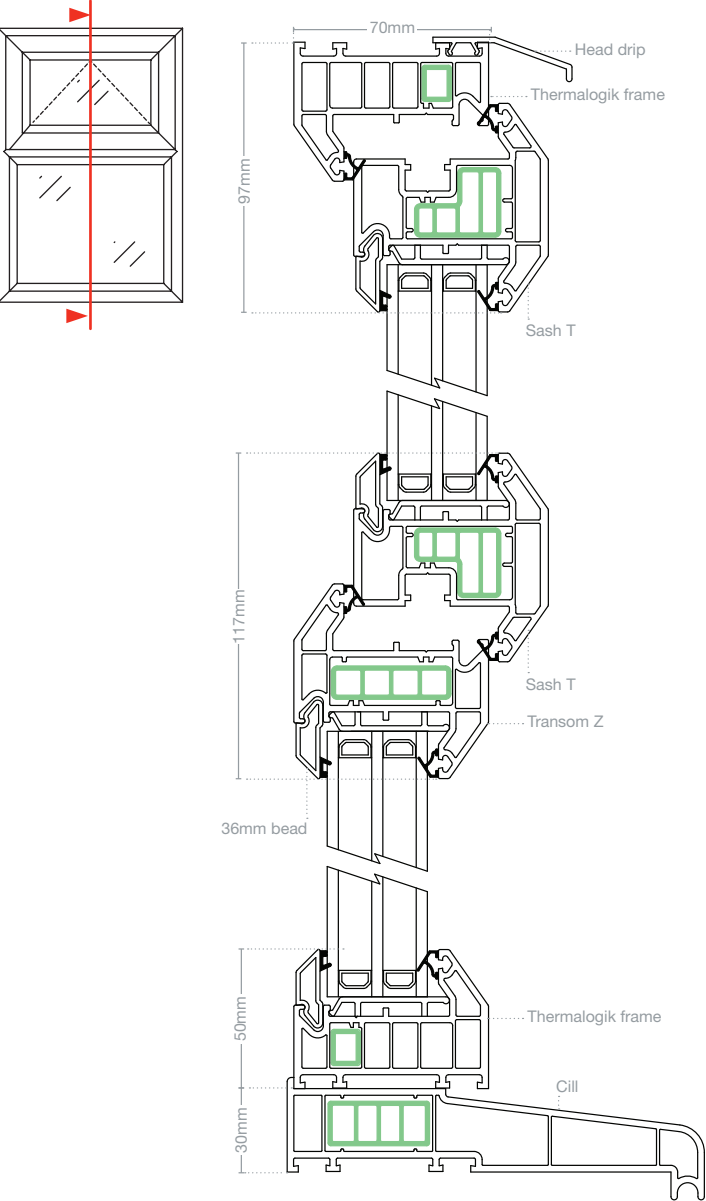 70mm
Head drip
Thermalogik frame
97mm
Sash T
117mm
Sash T
Transom Z
36mm bead
50mm
Thermalogik frame
Cill
30mm